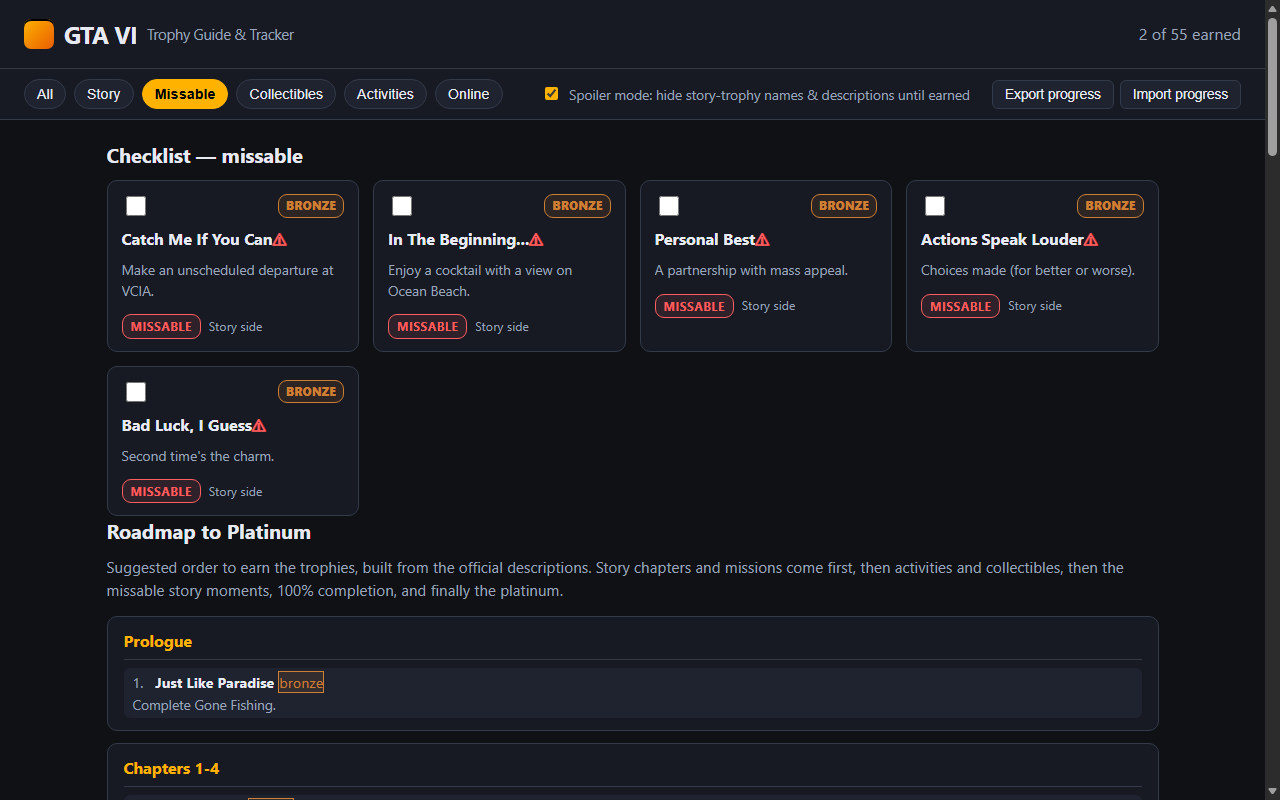 GTA VI Trophy Guide & Tracker
2 of 55 earned
All Story Missable Collectibles Activities Online
Spoiler mode: hide story-trophy names & descriptions until earned
Export progress Import progress
Checklist — missable
BRONZE
Catch Me If You Can⚠
Make an unscheduled departure at
VCIA.
MISSABLE Story side
BRONZE
In The Beginning...⚠
Enjoy a cocktail with a view on
Ocean Beach.
MISSABLE Story side
BRONZE
Personal Best⚠
A partnership with mass appeal.
MISSABLE Story side
BRONZE
Actions Speak Louder⚠
Choices made (for better or worse).
MISSABLE Story side
BRONZE
Bad Luck, I Guess⚠
Second time's the charm.
MISSABLE Story side
Roadmap to Platinum
Suggested order to earn the trophies, built from the official descriptions. Story chapters and missions come first, then activities and collectibles, then the
missable story moments, 100% completion, and finally the platinum.
Prologue
1. Just Like Paradise bronze
Complete Gone Fishing.
Chapters 1-4